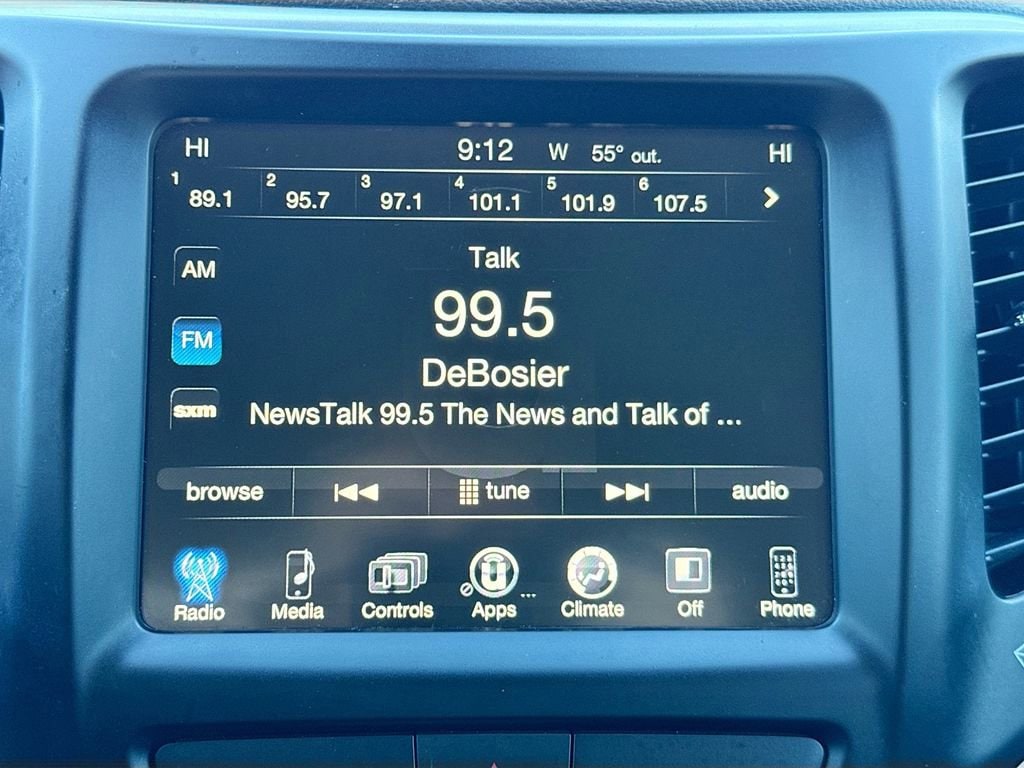 HI 9:12 W 55° out. HI
1 89.1 2 95.7 3 97.1 4 101.1 5 101.9 6 107.5
Talk
AM
99.5
FM
DeBosier
sxm
NewsTalk 99.5 The News and Talk of ...
browse tune audio
Radio Media Controls Apps ... Climate Off Phone